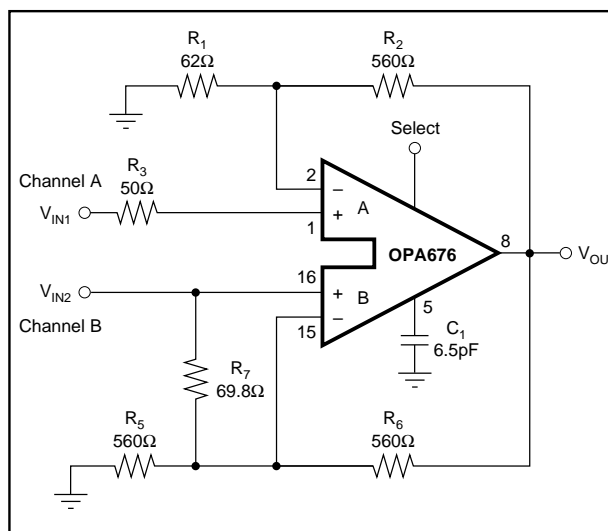 R1
62Ω
R2
560Ω
Select
Channel A
R3
50Ω
VIN1
2
–
A
+
1
OPA676
8
VOU
VIN2
16
+
B
–
15
5
Channel B
C1
6.5pF
R7
69.8Ω
R5
560Ω
R6
560Ω